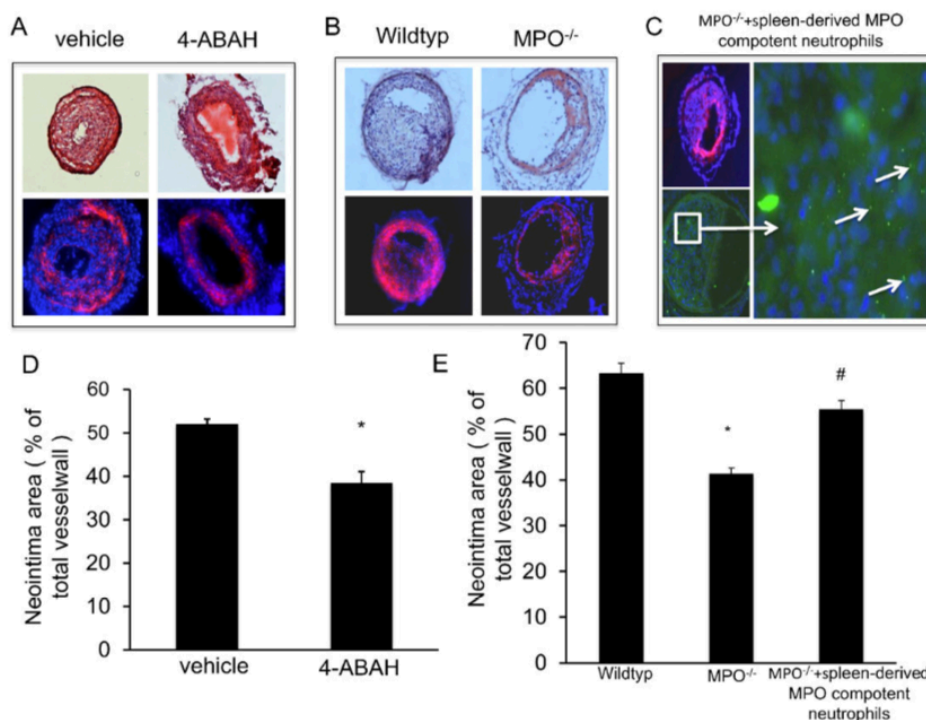 A
vehicle
4-ABAH
B
Wildtyp
MPO-/-
C
MPO-/-+spleen-derived MPO
compotent neutrophils
D
Neointima area ( % of
total vesselwall )
60
50
40
30
20
10
0
*
vehicle
4-ABAH
E
Neointima area ( % of
total vesselwall )
70
60
50
40
30
20
10
0
*
#
Wildtyp
MPO-/-
MPO-/-+spleen-derived
MPO compotent
neutrophils